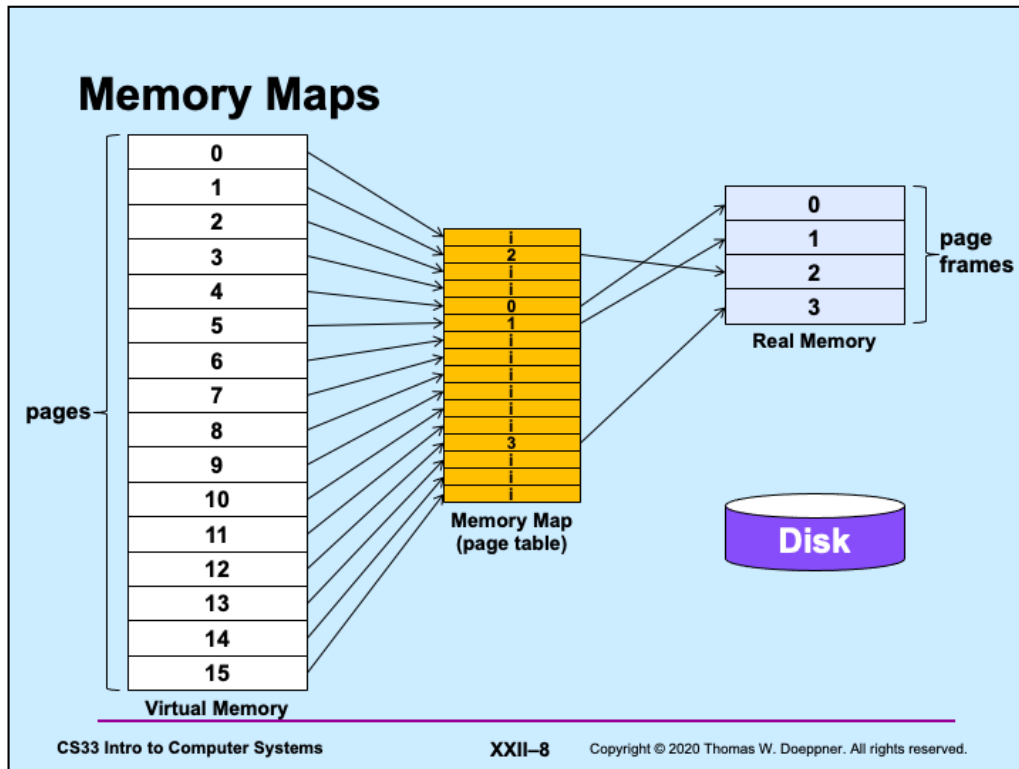 Memory Maps
pages
0
1
2
3
4
5
6
7
8
9
10
11
12
13
14
15
Virtual Memory
i
2
i
i
0
1
i
i
i
i
i
i
3
i
i
i
Memory Map
(page table)
0
1
2
3
page
frames
Real Memory
Disk
CS33 Intro to Computer Systems
XXII–8
Copyright © 2020 Thomas W. Doeppner. All rights reserved.